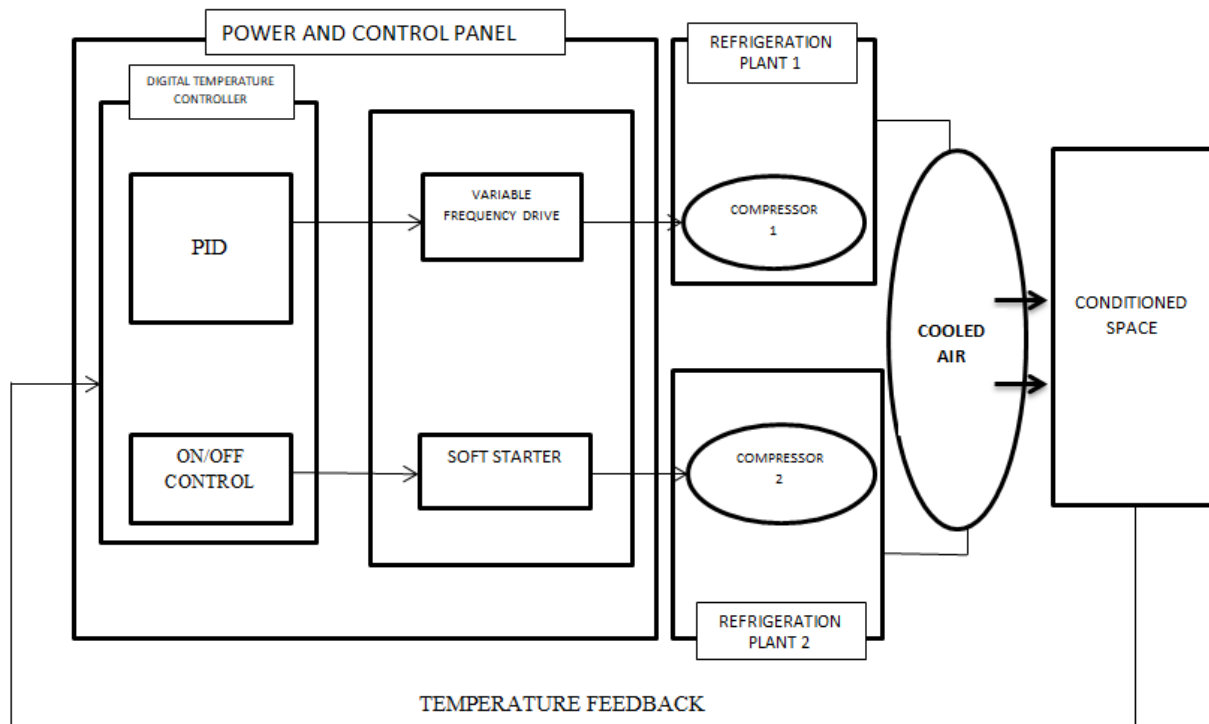 POWER AND CONTROL PANEL
DIGITAL TEMPERATURE
CONTROLLER
PID
ON/OFF
CONTROL
VARIABLE
FREQUENCY DRIVE
SOFT STARTER
REFRIGERATION
PLANT 1
COMPRESSOR
1
COMPRESSOR
2
REFRIGERATION
PLANT 2
COOLED
AIR
CONDITIONED
SPACE
TEMPERATURE FEEDBACK